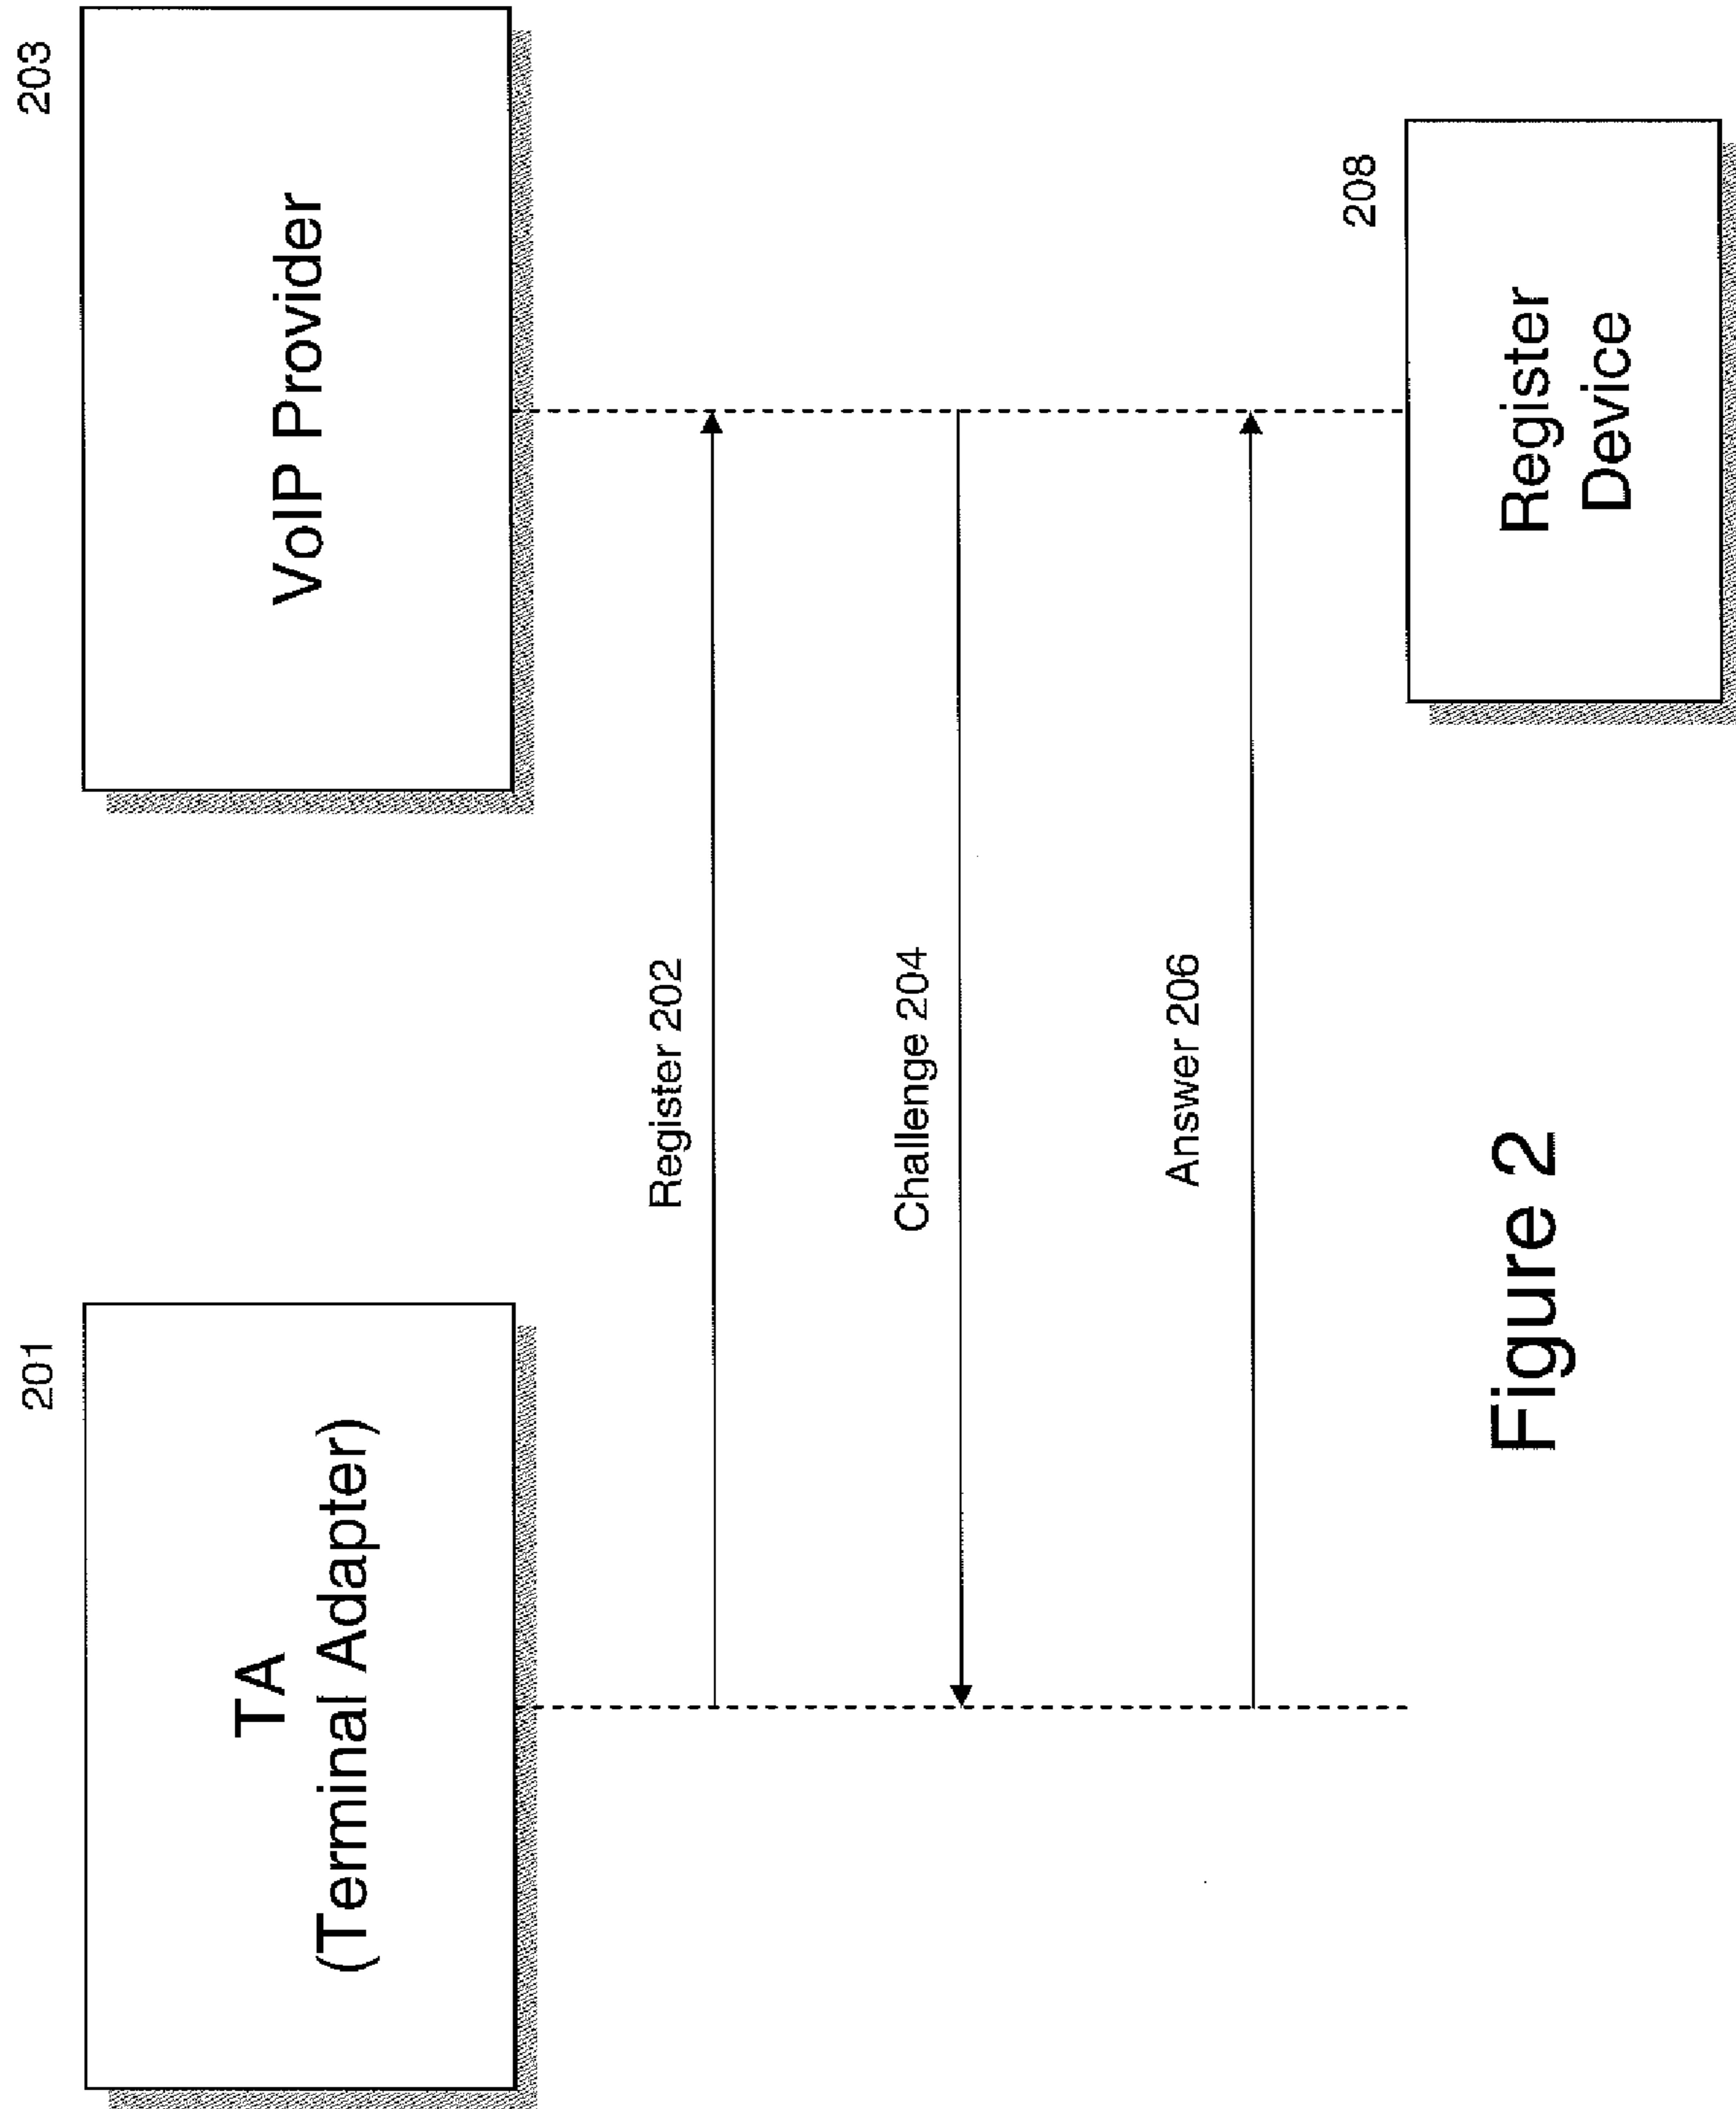 201
TA
(Terminal Adapter)
203
VoIP Provider
Register 202
Challenge 204
Answer 206
208
Register
Device
Figure 2